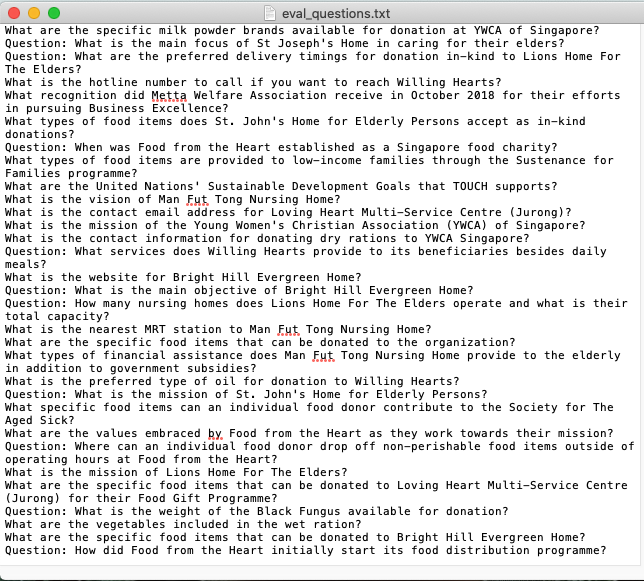 eval_questions.txt
What are the specific milk powder brands available for donation at YWCA of Singapore?
Question: What is the main focus of St Joseph's Home in caring for their elders?
Question: What are the preferred delivery timings for donation in-kind to Lions Home For
The Elders?
What is the hotline number to call if you want to reach Willing Hearts?
What recognition did Metta Welfare Association receive in October 2018 for their efforts
in pursuing Business Excellence?
What types of food items does St. John's Home for Elderly Persons accept as in-kind
donations?
Question: When was Food from the Heart established as a Singapore food charity?
What types of food items are provided to low-income families through the Sustenance for
Families programme?
What are the United Nations' Sustainable Development Goals that TOUCH supports?
What is the vision of Man Fut Tong Nursing Home?
What is the contact email address for Loving Heart Multi-Service Centre (Jurong)?
What is the mission of the Young Women's Christian Association (YWCA) of Singapore?
What is the contact information for donating dry rations to YWCA Singapore?
Question: What services does Willing Hearts provide to its beneficiaries besides daily
meals?
What is the website for Bright Hill Evergreen Home?
Question: What is the main objective of Bright Hill Evergreen Home?
Question: How many nursing homes does Lions Home For The Elders operate and what is their
total capacity?
What is the nearest MRT station to Man Fut Tong Nursing Home?
What are the specific food items that can be donated to the organization?
What types of financial assistance does Man Fut Tong Nursing Home provide to the elderly
in addition to government subsidies?
What is the preferred type of oil for donation to Willing Hearts?
Question: What is the mission of St. John's Home for Elderly Persons?
What specific food items can an individual food donor contribute to the Society for The
Aged Sick?
What are the values embraced by Food from the Heart as they work towards their mission?
Question: Where can an individual food donor drop off non-perishable food items outside of
operating hours at Food from the Heart?
What is the mission of Lions Home For The Elders?
What are the specific food items that can be donated to Loving Heart Multi-Service Centre
(Jurong) for their Food Gift Programme?
Question: What is the weight of the Black Fungus available for donation?
What are the vegetables included in the wet ration?
What are the specific food items that can be donated to Bright Hill Evergreen Home?
Question: How did Food from the Heart initially start its food distribution programme?